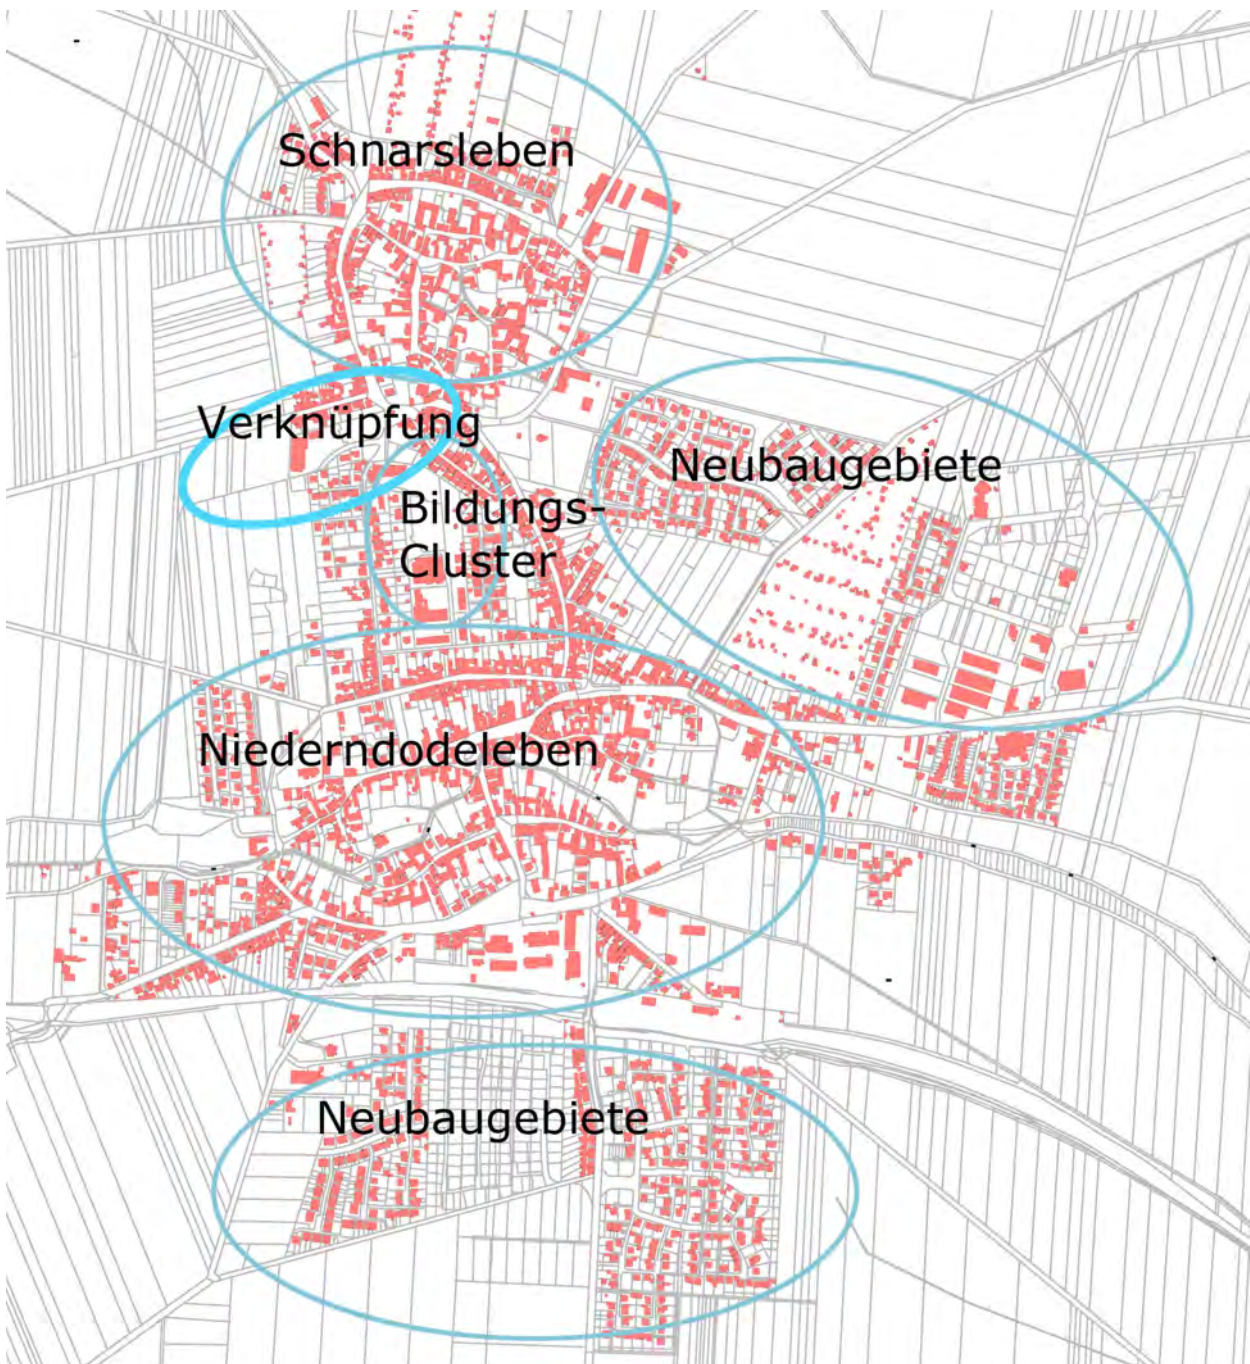 Schnarsleben
Verknüpfung
Neubaugebiete
Bildungs-
Cluster
Niederndodeleben
Neubaugebiete